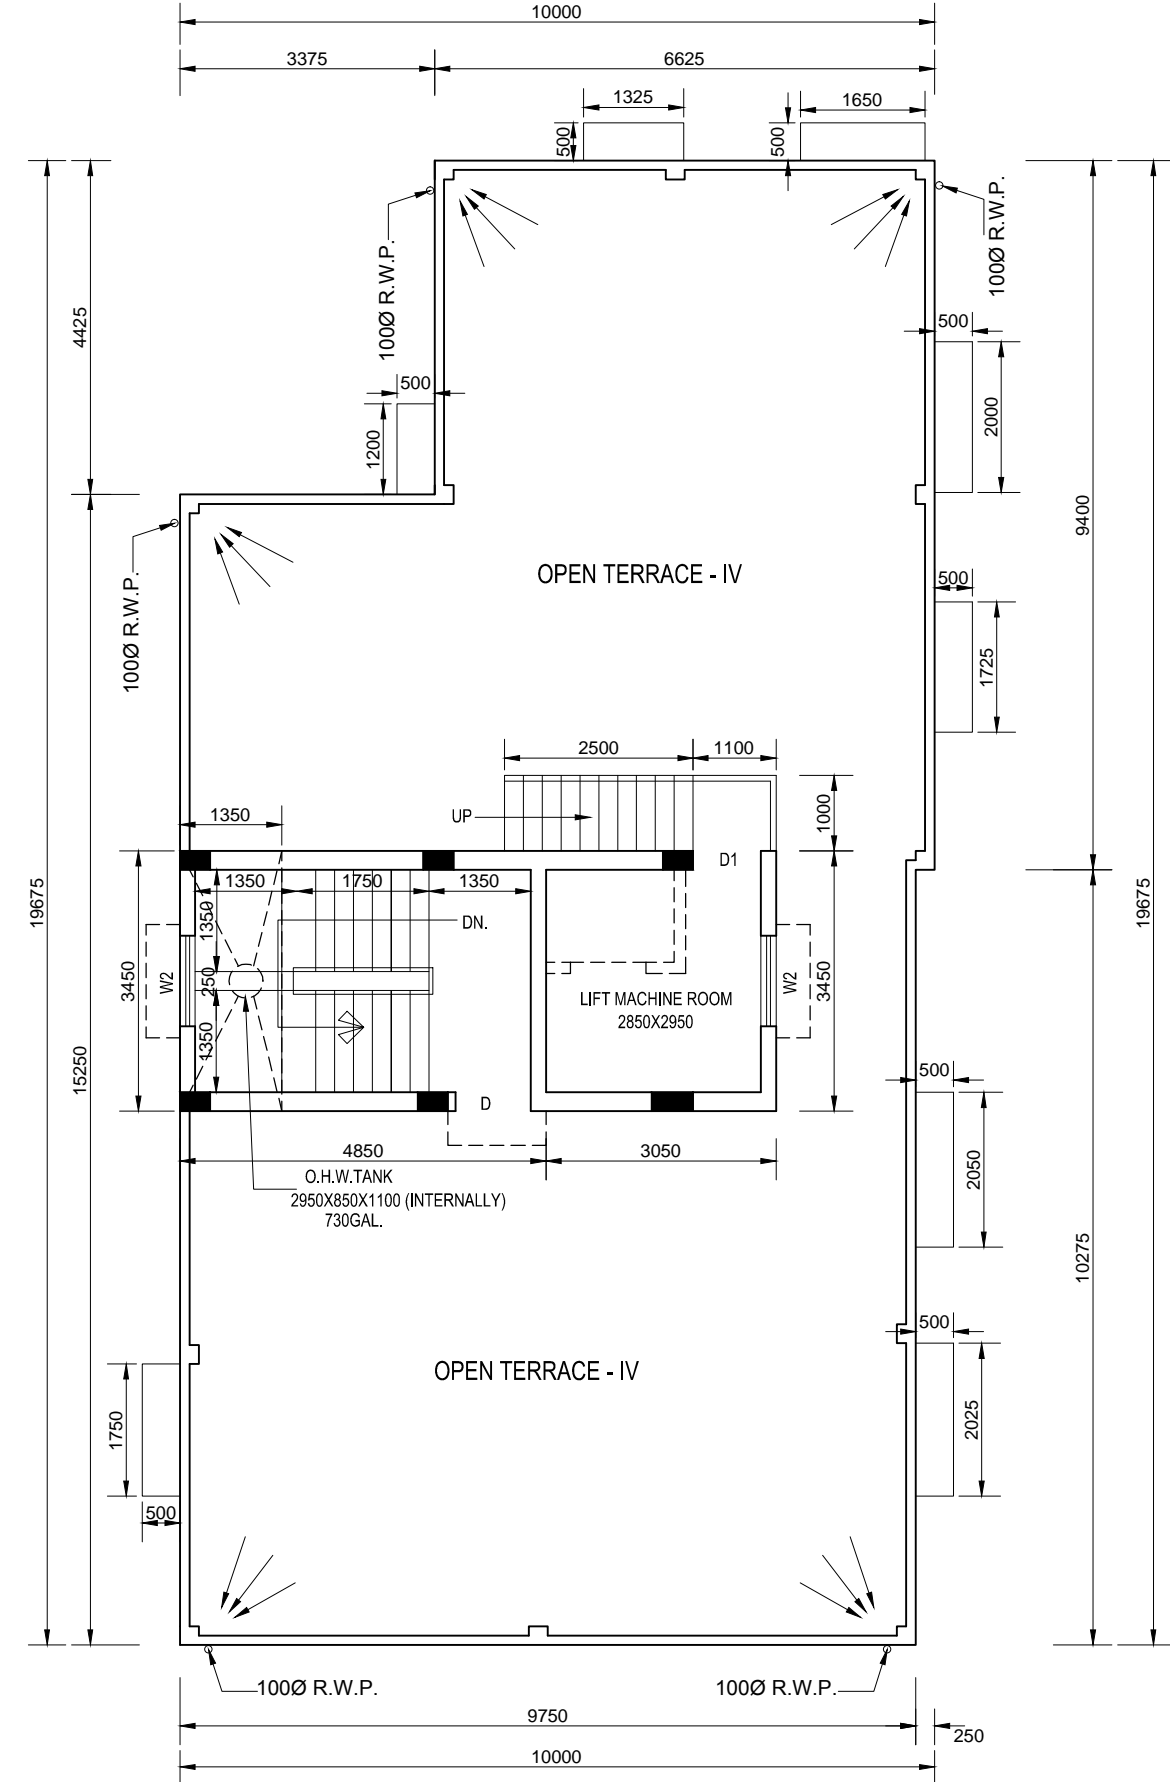 10000
3375
6625
1325
1650
500
500
100Ø R.W.P.
100Ø R.W.P.
4425
500
500
1200
2000
9400
100Ø R.W.P.
OPEN TERRACE - IV
500
1725
2500
1100
1350
UP
1000
D1
1350
1750
1350
1350
DN.
19675
19675
3450
W2
250
W2
3450
LIFT MACHINE ROOM
2850X2950
1350
15250
500
D
4850
3050
2050
O.H.W.TANK
2950X850X1100 (INTERNALLY)
730GAL.
10275
500
OPEN TERRACE - IV
1750
2025
500
100Ø R.W.P.
100Ø R.W.P.
9750
250
10000